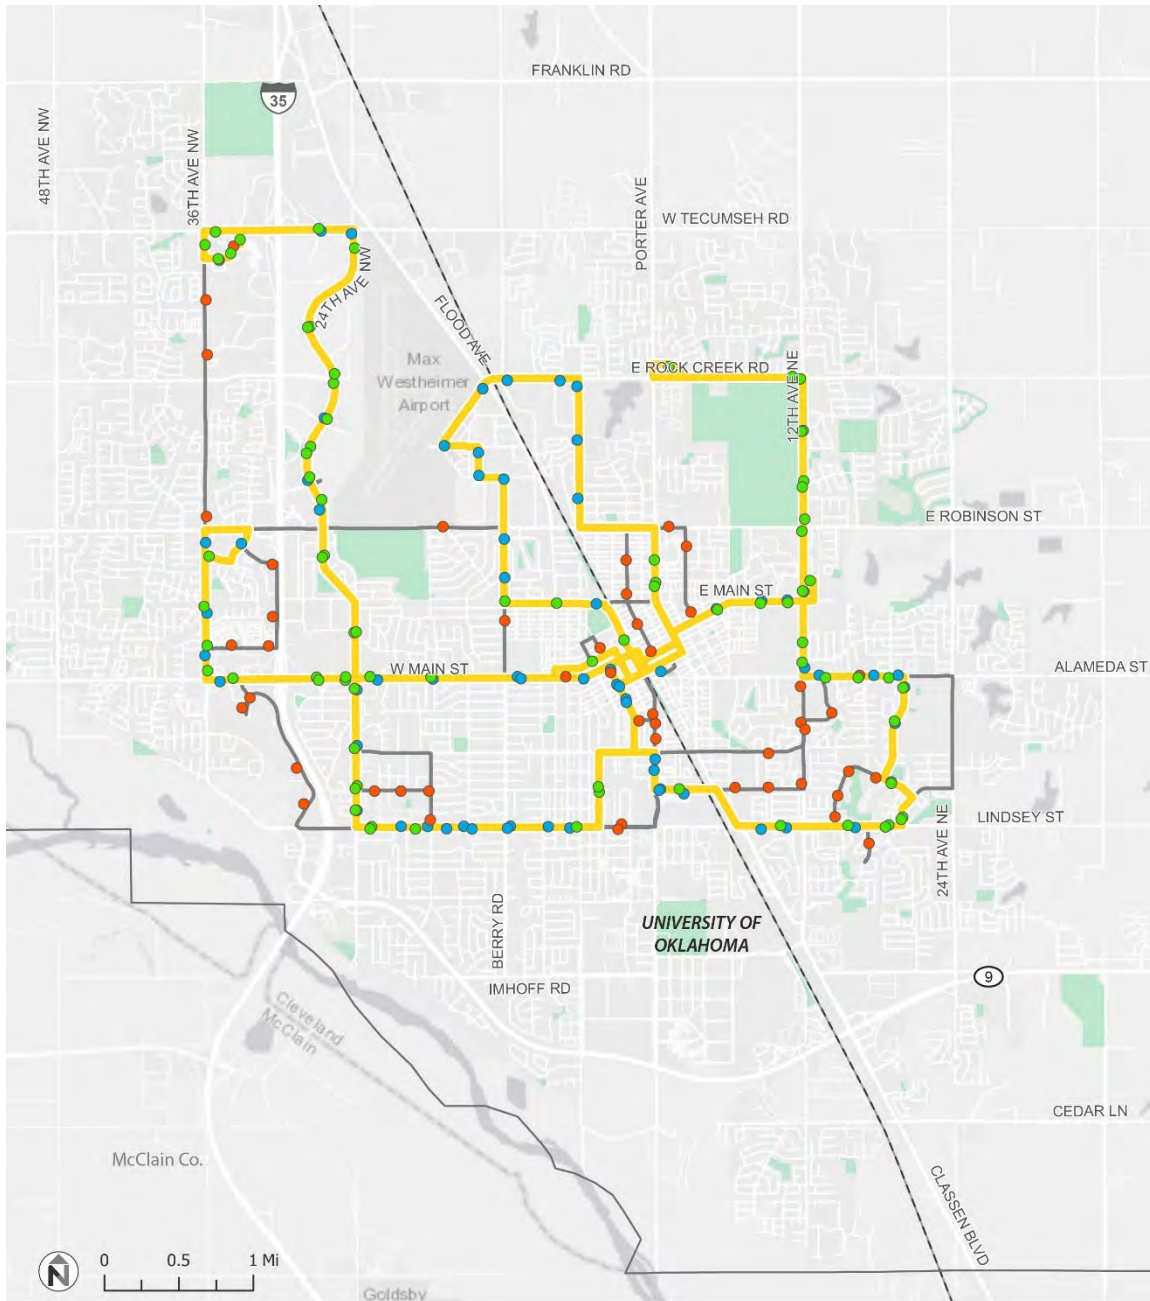 FRANKLIN RD
35
48TH AVE NW
36TH AVE NW
PORTER AVE
W TECUMSEH RD
24TH AVE NW
FLOOD AVE
Max
Westheimer
Airport
E ROCK CREEK RD
12TH AVE NE
E ROBINSON ST
E MAIN ST
W MAIN ST
ALAMEDA ST
LINDSEY ST
24TH AVE NE
BERRY RD
UNIVERSITY OF
OKLAHOMA
IMHOFF RD
9
Cleveland
McClain
CEDAR LN
McClain Co.
CLASSEN BLVD
N
0 0.5 1 Mi
Goldsby